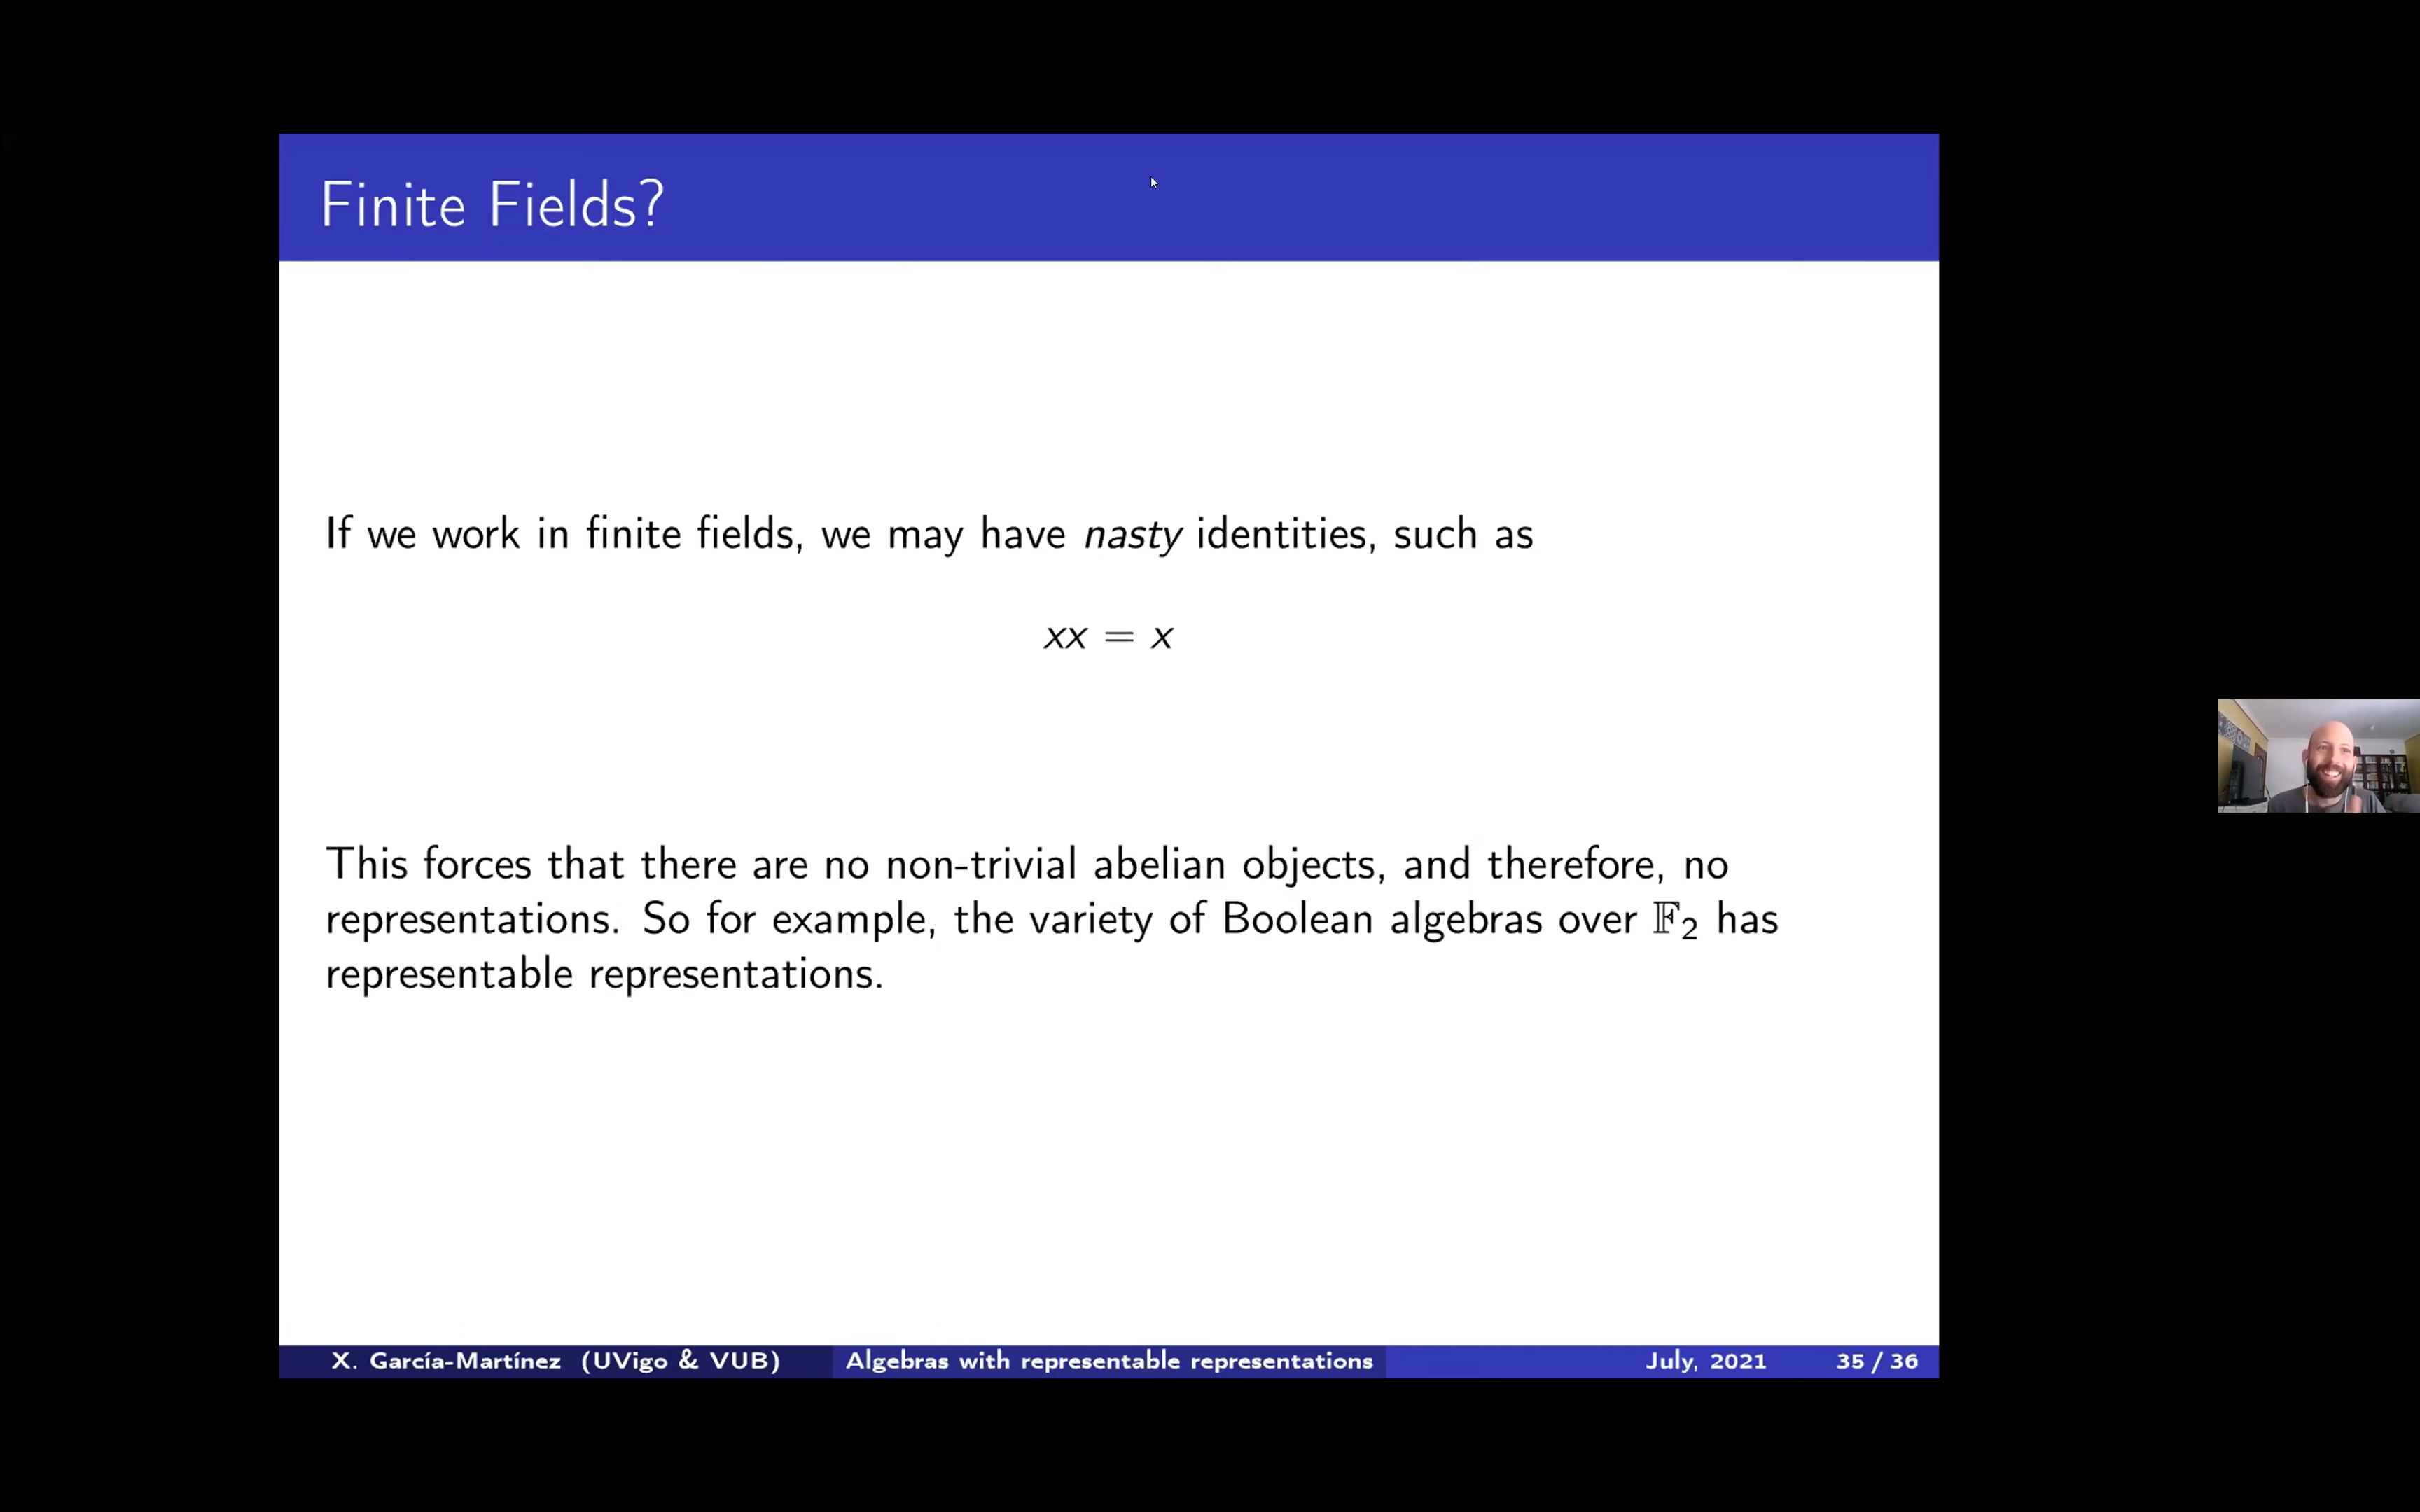 Finite Fields?
If we work in finite fields, we may have nasty identities, such as
xx = x
This forces that there are no non-trivial abelian objects, and therefore, no
representations. So for example, the variety of Boolean algebras over 𝔽₂ has
representable representations.
X. García-Martínez (UVigo & VUB) Algebras with representable representations July, 2021 35 / 36